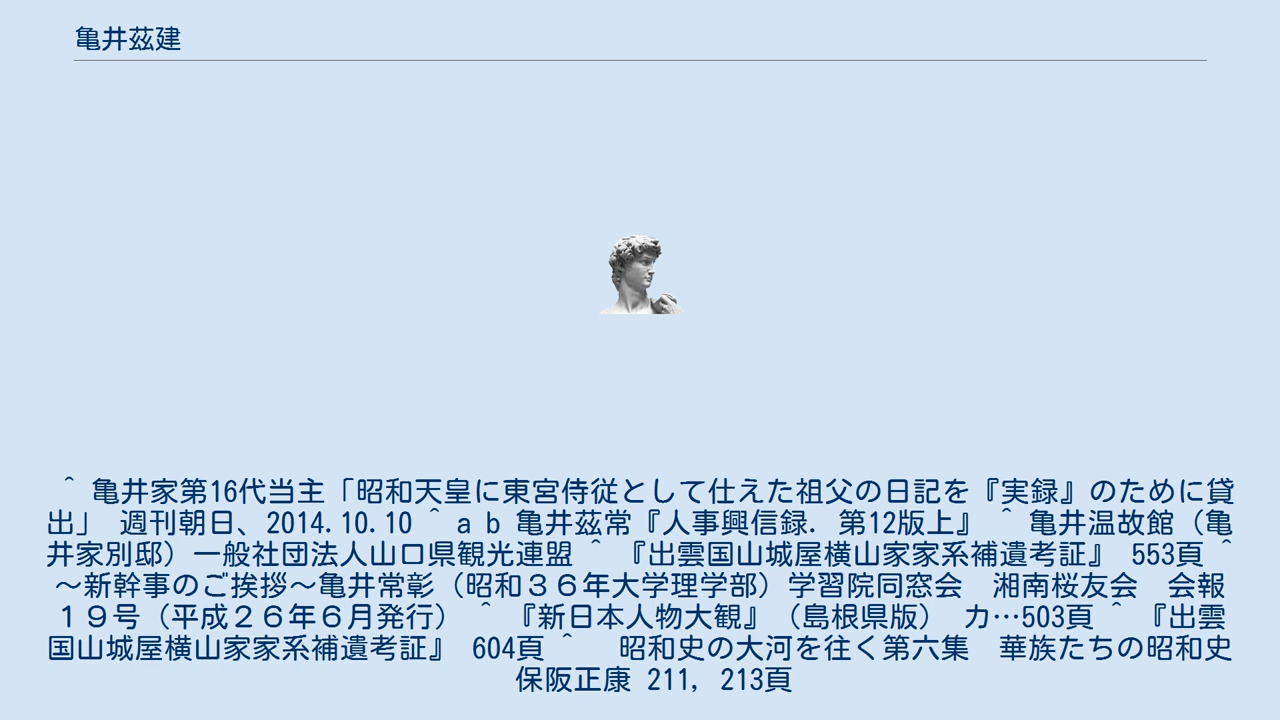 亀井茲建
^ 亀井家第16代当主「昭和天皇に東宮侍従として仕えた祖父の日記を『実録』のために貸
出」 週刊朝日、2014.10.10 ^ a b 亀井茲常『人事興信録. 第12版上』 ^ 亀井温故館（亀
井家別邸）一般社団法人山口県観光連盟 ^ 『出雲国山城屋横山家家系補遺考証』 553頁 ^
～新幹事のご挨拶～亀井常彰（昭和３６年大学理学部）学習院同窓会　湘南桜友会　会報
１９号（平成２６年６月発行） ^ 『新日本人物大観』（島根県版） カ…503頁 ^ 『出雲
国山城屋横山家家系補遺考証』 604頁 ^ 　昭和史の大河を往く第六集　華族たちの昭和史
保阪正康 211, 213頁